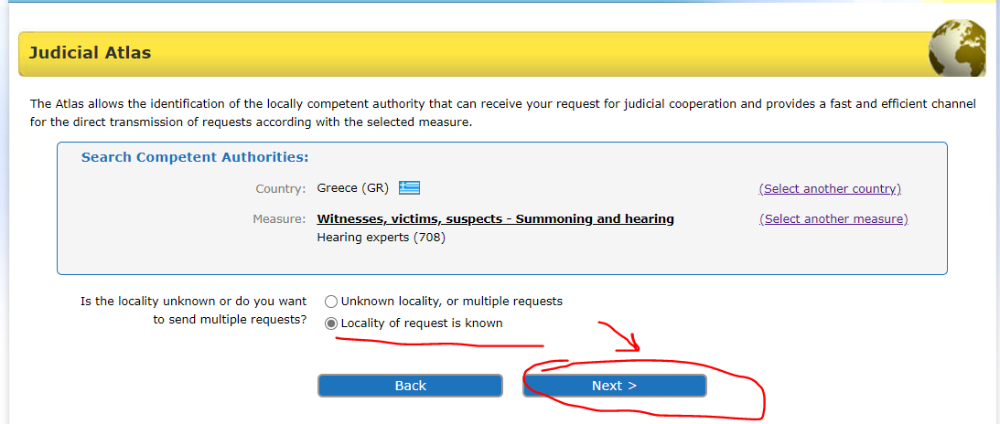 Judicial Atlas
The Atlas allows the identification of the locally competent authority that can receive your request for judicial cooperation and provides a fast and efficient channel
for the direct transmission of requests according with the selected measure.
Search Competent Authorities:
Country: Greece (GR) (Select another country)
Measure: Witnesses, victims, suspects - Summoning and hearing (Select another measure)
Hearing experts (708)
Is the locality unknown or do you want
to send multiple requests?
Unknown locality, or multiple requests
Locality of request is known
Back Next >